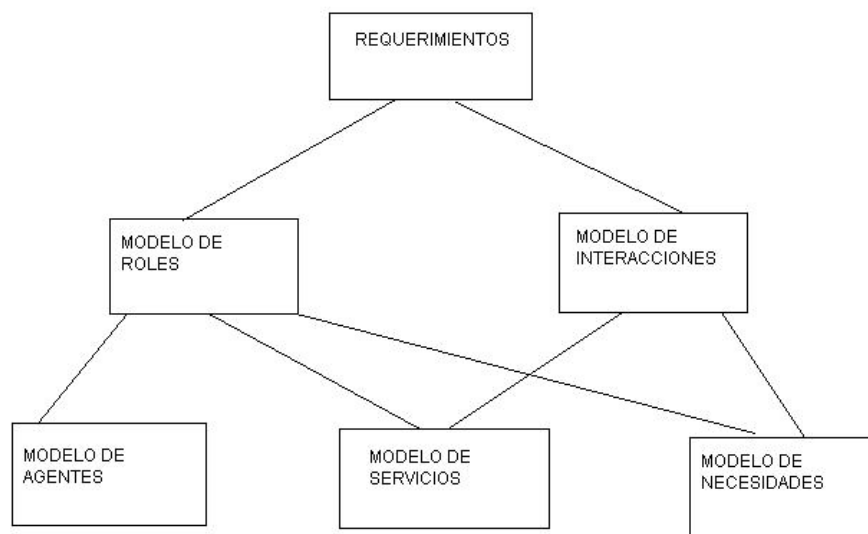 REQUERIMIENTOS
MODELO DE
ROLES
MODELO DE
INTERACCIONES
MODELO DE
AGENTES
MODELO DE
SERVICIOS
MODELO DE
NECESIDADES